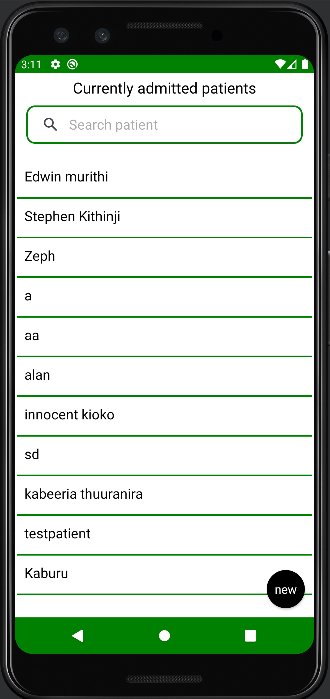 3:11
Currently admitted patients
Search patient
Edwin murithi
Stephen Kithinji
Zeph
a
aa
alan
innocent kioko
sd
kabeeria thuuranira
testpatient
Kaburu
new